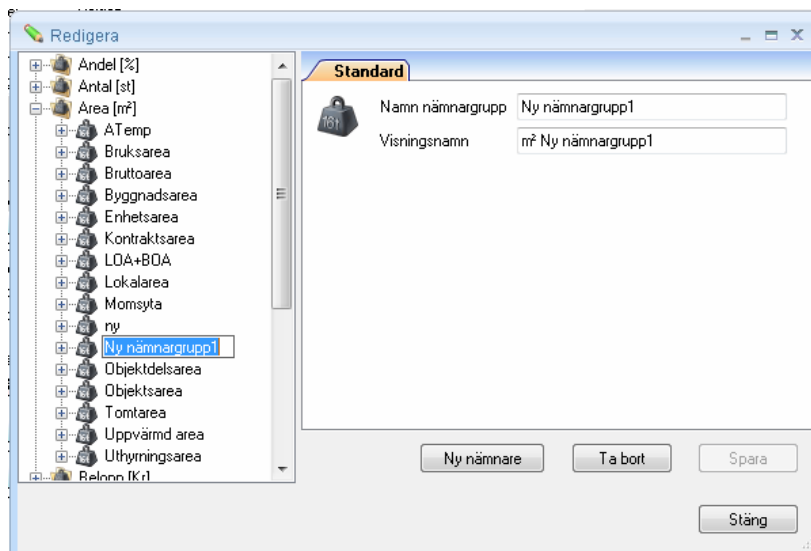 Redigera
Andel [%]
Antal [st]
Area [m²]
ATemp
Bruksarea
Bruttoarea
Byggnadsarea
Enhetsarea
Kontraktsarea
LOA+BOA
Lokalarea
Momsyta
ny
Ny nämnargrupp1
Objektdelsarea
Objektsarea
Tomtarea
Uppvärmd area
Uthyrningsarea
Belopp [Kr]
Standard
16t
Namn nämnargrupp Ny nämnargrupp1
Visningsnamn m² Ny nämnargrupp1
Ny nämnare Ta bort Spara
Stäng